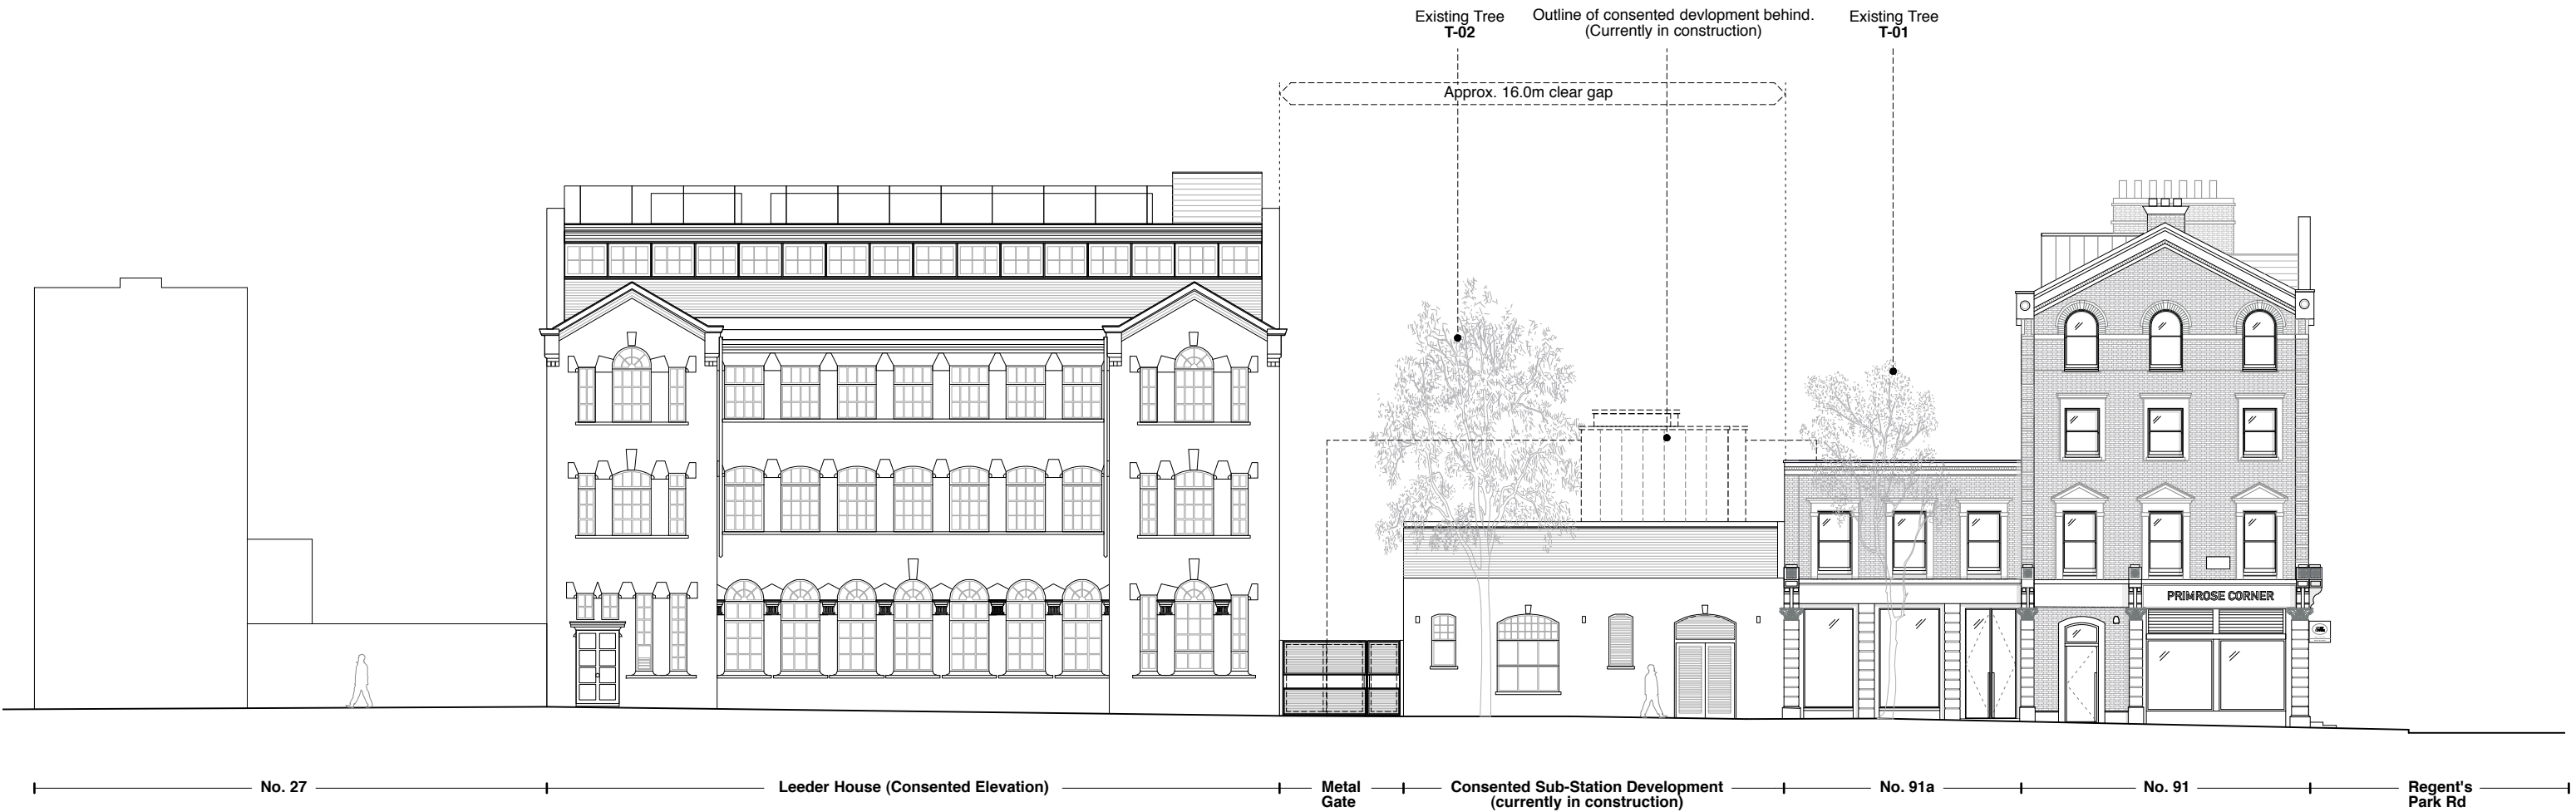 Existing Tree
T-02
Outline of consented devlopment behind.
(Currently in construction)
Existing Tree
T-01
Approx. 16.0m clear gap
PRIMROSE CORNER
No. 27
Leeder House (Consented Elevation)
Metal
Gate
Consented Sub-Station Development
(currently in construction)
No. 91a
No. 91
Regent's
Park Rd